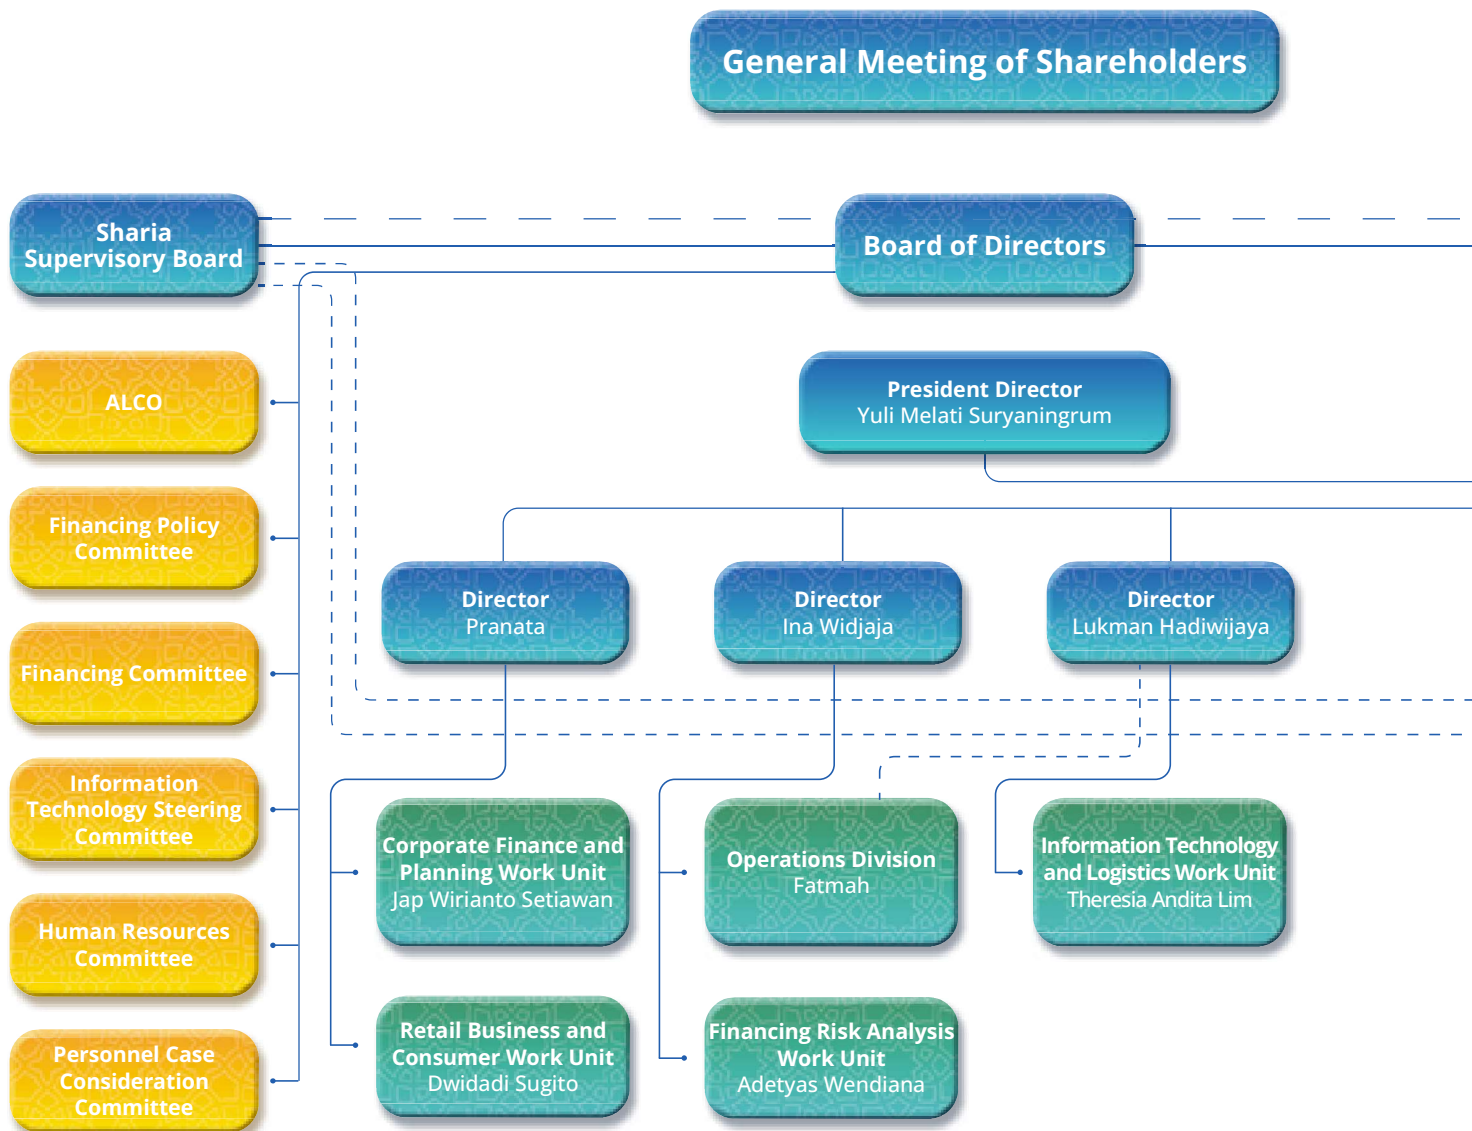 General Meeting of Shareholders
Sharia
Supervisory Board
Board of Directors
ALCO
President Director
Yuli Melati Suryaningrum
Financing Policy
Committee
Director
Pranata
Director
Ina Widjaja
Director
Lukman Hadiwijaya
Financing Committee
Information
Technology Steering
Committee
Corporate Finance and
Planning Work Unit
Jap Wirianto Setiawan
Operations Division
Fatmah
Information Technology
and Logistics Work Unit
Theresia Andita Lim
Human Resources
Committee
Retail Business and
Consumer Work Unit
Dwidadi Sugito
Financing Risk Analysis
Work Unit
Adetyas Wendiana
Personnel Case
Consideration
Committee